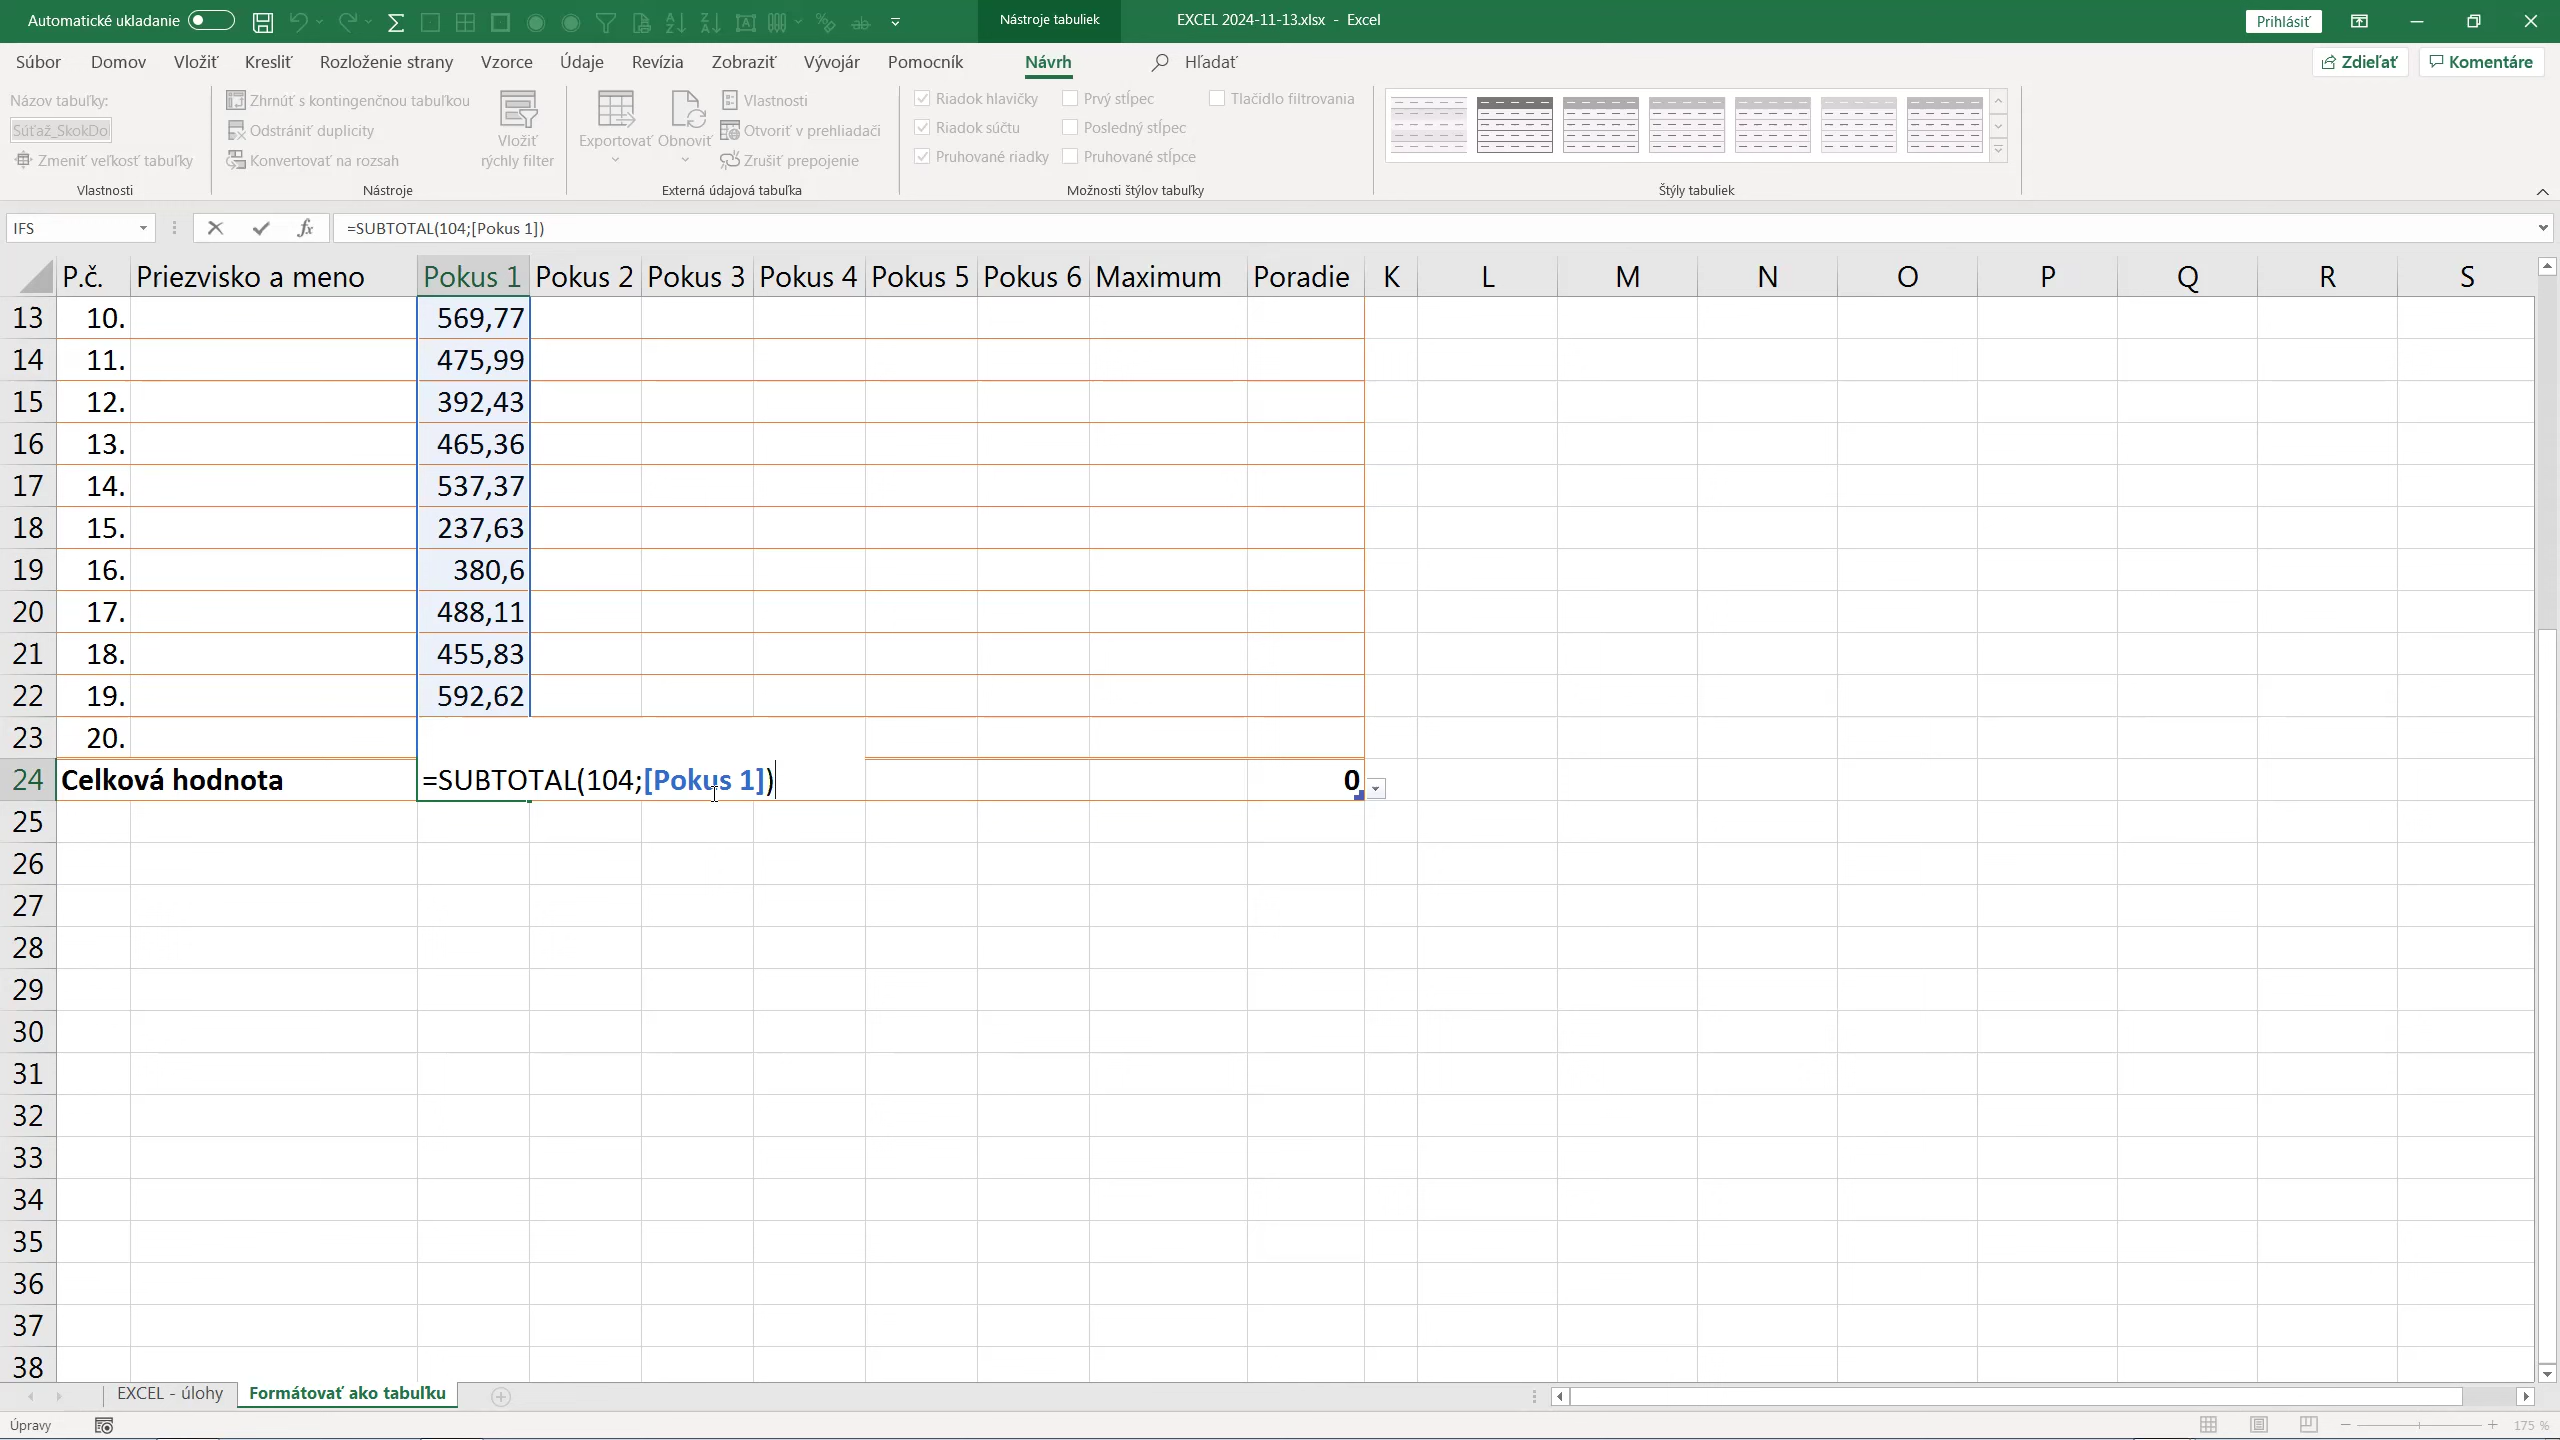 Automatické ukladanie
Nástroje tabuliek
EXCEL 2024-11-13.xlsx - Excel
Prihlásiť
Súbor Domov Vložiť Kresliť Rozloženie strany Vzorce Údaje Revízia Zobraziť Vývojár Pomocník Návrh Hľadať
Zdieľať Komentáre
Názov tabuľky:
Súťaž_SkokDo
Zmeniť veľkosť tabuľky
Vlastnosti
Zhrnúť s kontingenčnou tabuľkou
Odstrániť duplicity
Konvertovať na rozsah
Vložiť
rýchly filter
Nástroje
Exportovať
Obnoviť
Vlastnosti
Otvoriť v prehliadači
Zrušiť prepojenie
Externá údajová tabuľka
Riadok hlavičky Prvý stĺpec Tlačidlo filtrovania
Riadok súčtu Posledný stĺpec
Pruhované riadky Pruhované stĺpce
Možnosti štýlov tabuľky
Štýly tabuliek
IFS fx =SUBTOTAL(104;[Pokus 1])
P.č. Priezvisko a meno Pokus 1 Pokus 2 Pokus 3 Pokus 4 Pokus 5 Pokus 6 Maximum Poradie K L M N O P Q R S
13 10. 569,77
14 11. 475,99
15 12. 392,43
16 13. 465,36
17 14. 537,37
18 15. 237,63
19 16. 380,6
20 17. 488,11
21 18. 455,83
22 19. 592,62
23 20.
24 Celková hodnota =SUBTOTAL(104;[Pokus 1]) 0
25
26
27
28
29
30
31
32
33
34
35
36
37
38
EXCEL - úlohy Formátovať ako tabuľku
Úpravy
175 %